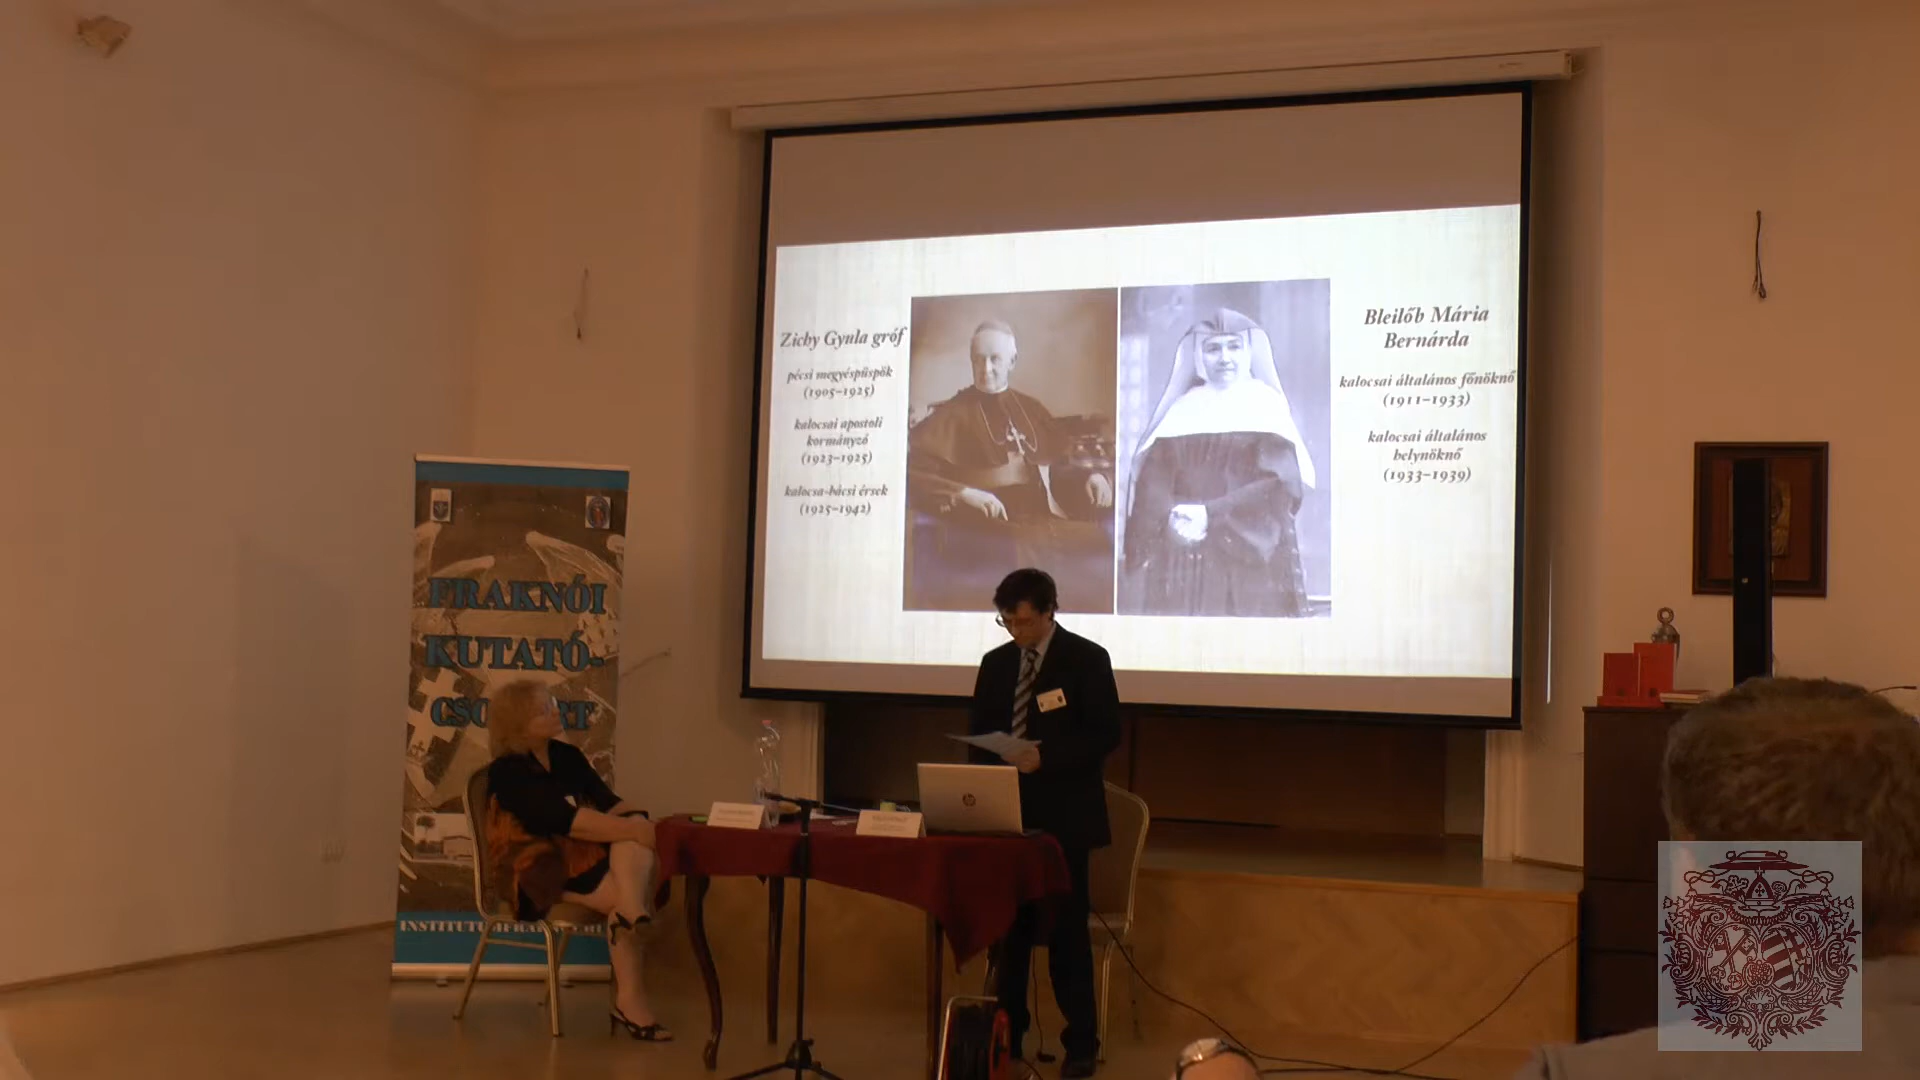 Zichy Gyula gróf
pécsi megyéspüspök
(1905–1925)
kalocsai apostoli
kormányzó
(1923–1925)
kalocsa-bácsi érsek
(1925–1942)
Bleilőb Mária
Bernárda
kalocsai általános főnöknő
(1911–1933)
kalocsai általános
helynöknő
(1933–1939)
FRAKNÓI
KUTATÓ-
hp